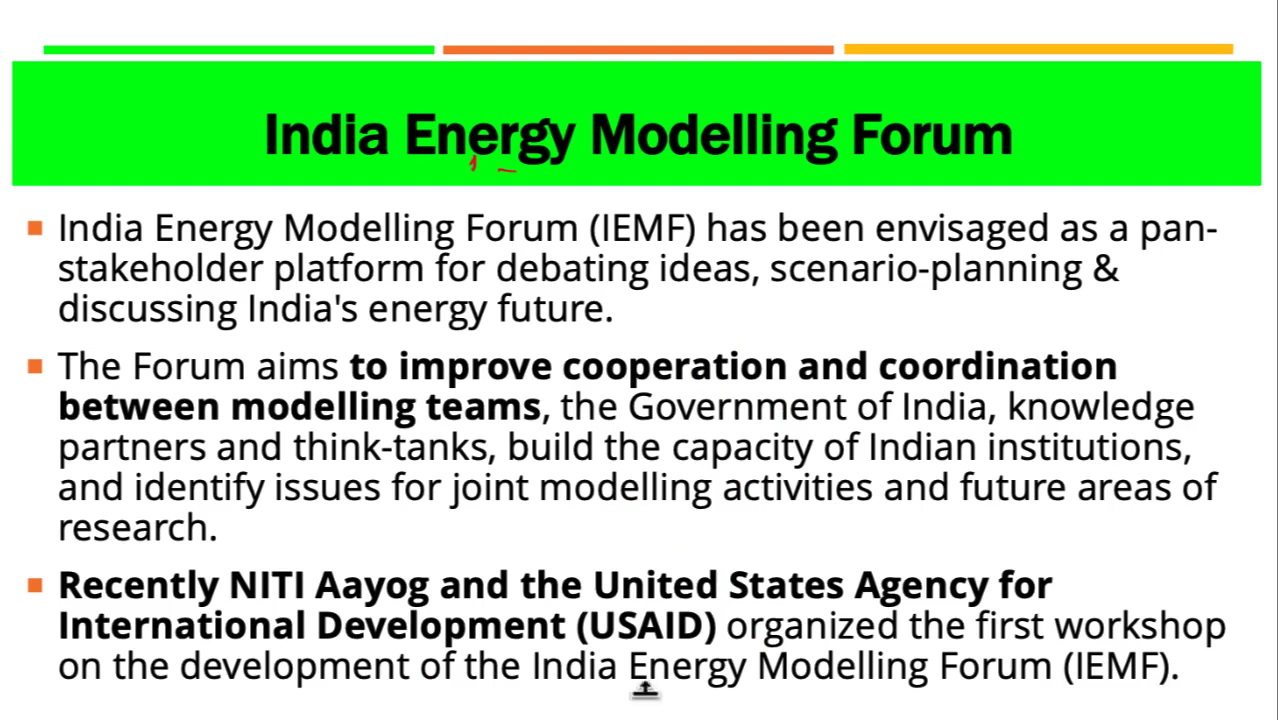 India Energy Modelling Forum
India Energy Modelling Forum (IEMF) has been envisaged as a pan-
stakeholder platform for debating ideas, scenario-planning &
discussing India's energy future.
The Forum aims to improve cooperation and coordination
between modelling teams, the Government of India, knowledge
partners and think-tanks, build the capacity of Indian institutions,
and identify issues for joint modelling activities and future areas of
research.
Recently NITI Aayog and the United States Agency for
International Development (USAID) organized the first workshop
on the development of the India Energy Modelling Forum (IEMF).